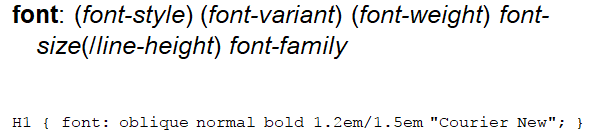 font: (font-style) (font-variant) (font-weight) font-
size(/line-height) font-family
H1 { font: oblique normal bold 1.2em/1.5em "Courier New"; }